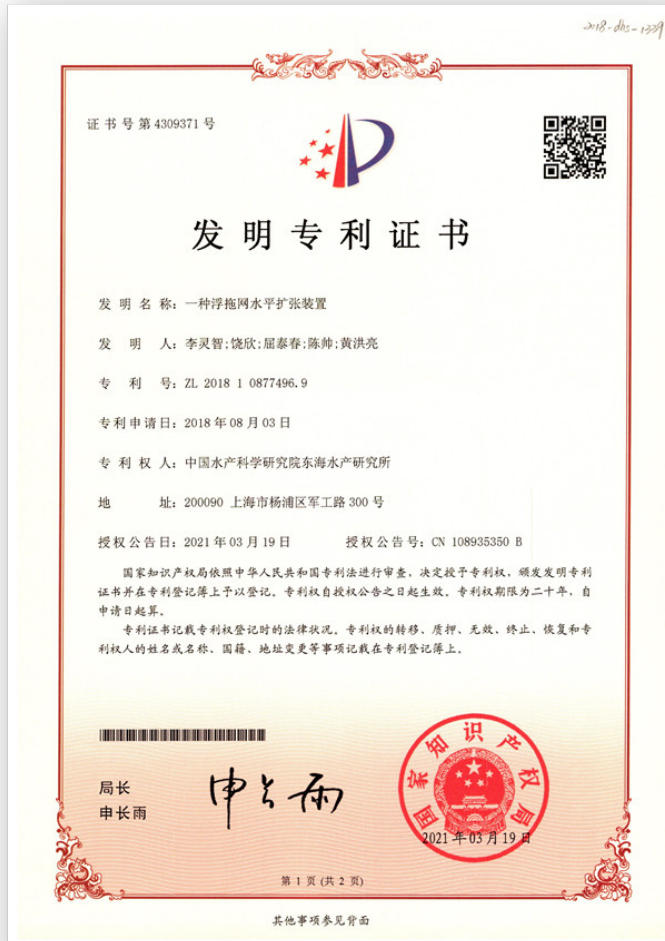 2018-dhs-1339
证书号第4309371号
发明专利证书
发明名称：一种浮拖网水平扩张装置
发明人：李灵智;饶欣;屈泰春;陈帅;黄洪亮
专利号：ZL 2018 1 0877496.9
专利申请日：2018年08月03日
专利权人：中国水产科学研究院东海水产研究所
地址：200090 上海市杨浦区军工路300号
授权公告日：2021年03月19日 授权公告号：CN 108935350 B
国家知识产权局依照中华人民共和国专利法进行审查，决定授予专利权，颁发发明专利
证书并在专利登记簿上予以登记。专利权自授权公告之日起生效。专利权期限为二十年，自
申请日起算。
专利证书记载专利权登记时的法律状况。专利权的转移、质押、无效、终止、恢复和专
利权人的姓名或名称、国籍、地址变更等事项记载在专利登记簿上。
局长
申长雨
申长雨
国家知识产权局
2021年03月19日
第 1 页 (共 2 页)
其他事项参见背面